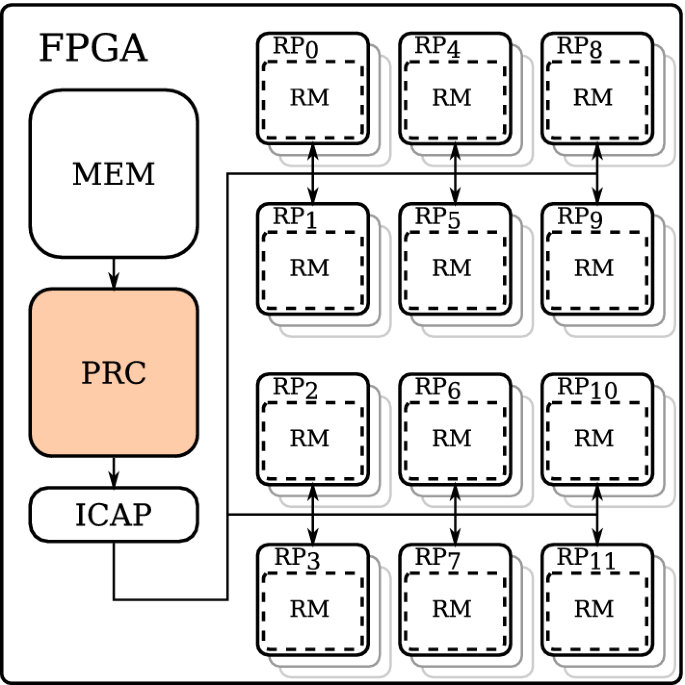 FPGA
MEM
PRC
ICAP
RP0
RM
RP4
RM
RP8
RM
RP1
RM
RP5
RM
RP9
RM
RP2
RM
RP6
RM
RP10
RM
RP3
RM
RP7
RM
RP11
RM